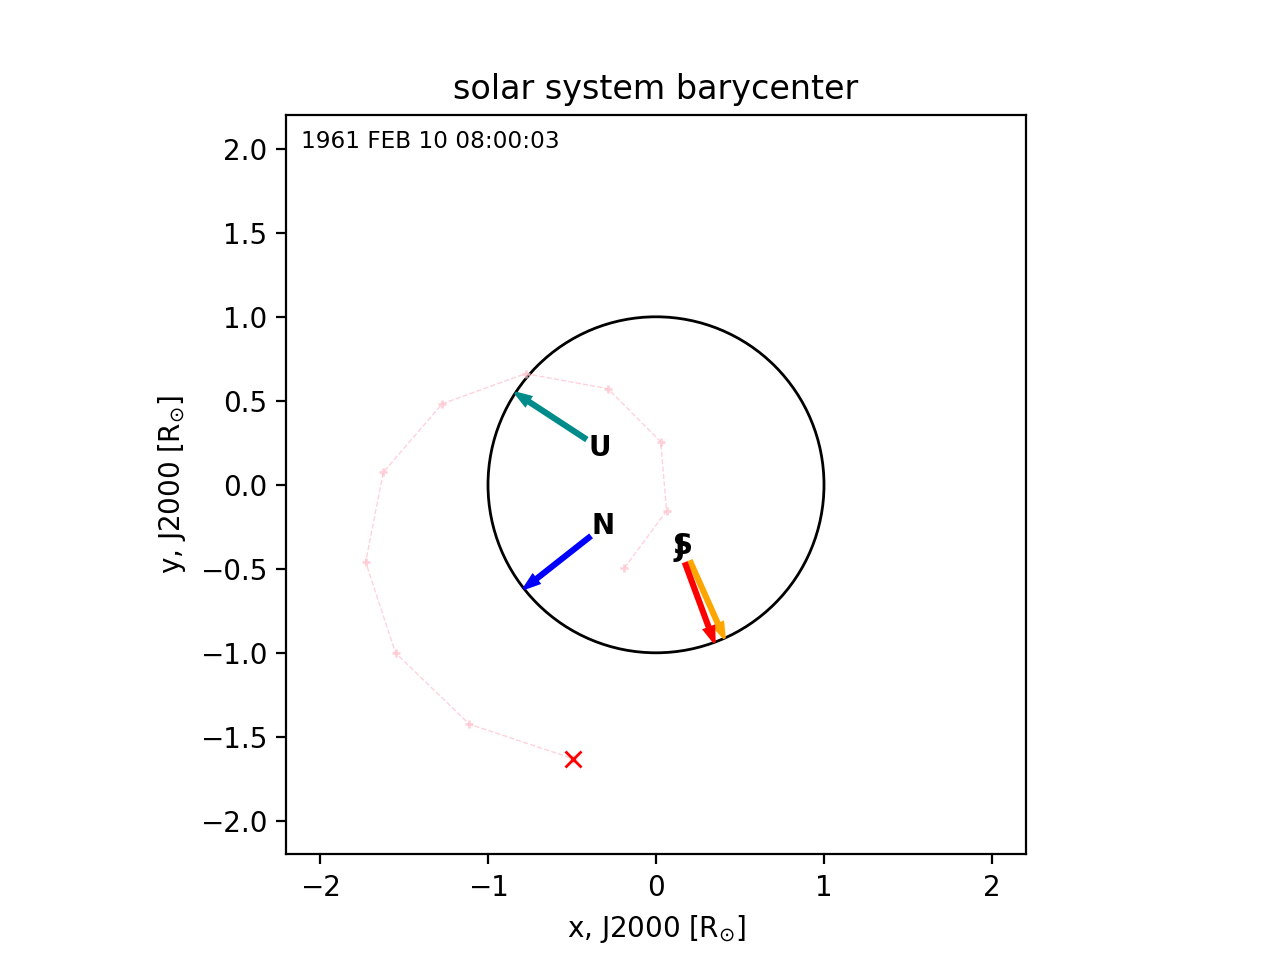 solar system barycenter
1961 FEB 10 08:00:03
2.0
1.5
1.0
0.5
0.0
−0.5
−1.0
−1.5
−2.0
y, J2000 [R☉]
U
N
J S
−2
−1
0
1
2
x, J2000 [R☉]